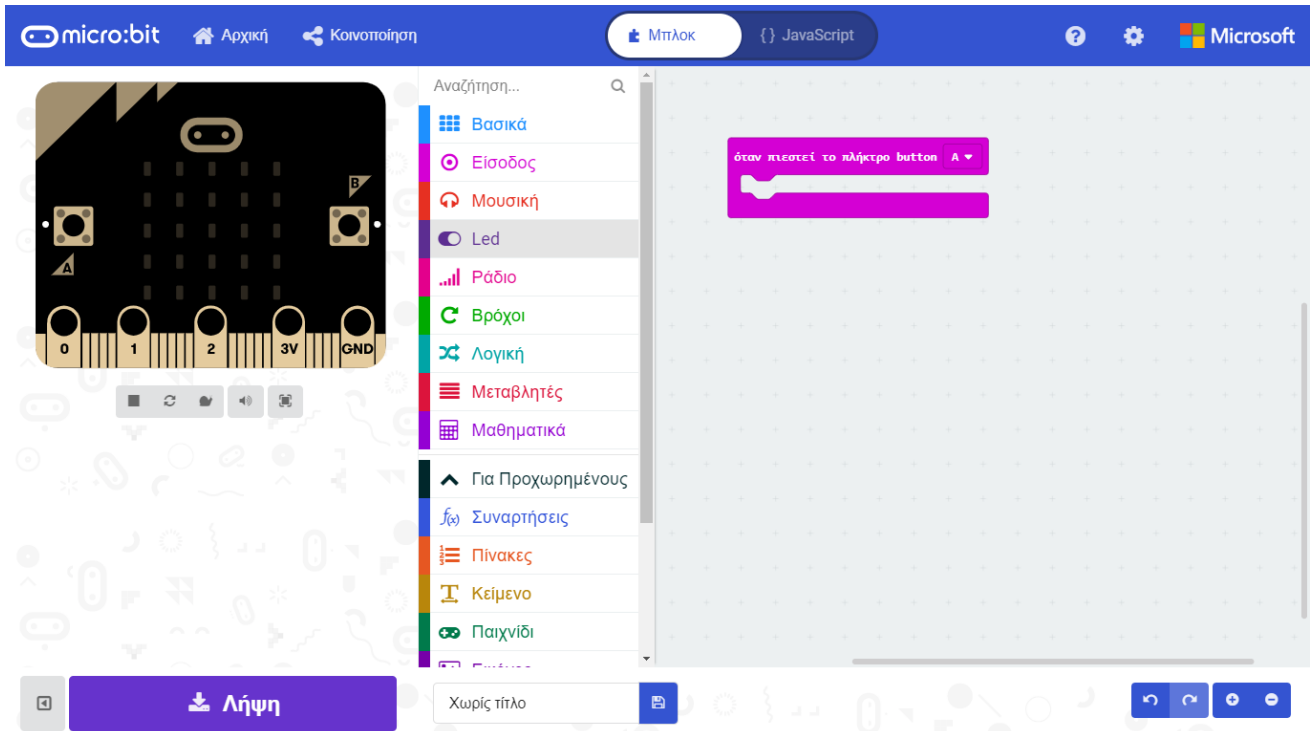 micro:bit Αρχική Κοινοποίηση Μπλοκ {} JavaScript ? Microsoft
Αναζήτηση...
Βασικά
Είσοδος
Μουσική
Led
Ράδιο
Βρόχοι
Λογική
Μεταβλητές
Μαθηματικά
Για Προχωρημένους
f(x) Συναρτήσεις
Πίνακες
Κείμενο
Παιχνίδι
όταν πιεστεί το πλήκτρο button A
B
A
0 1 2 3V GND
Λήψη
Χωρίς τίτλο